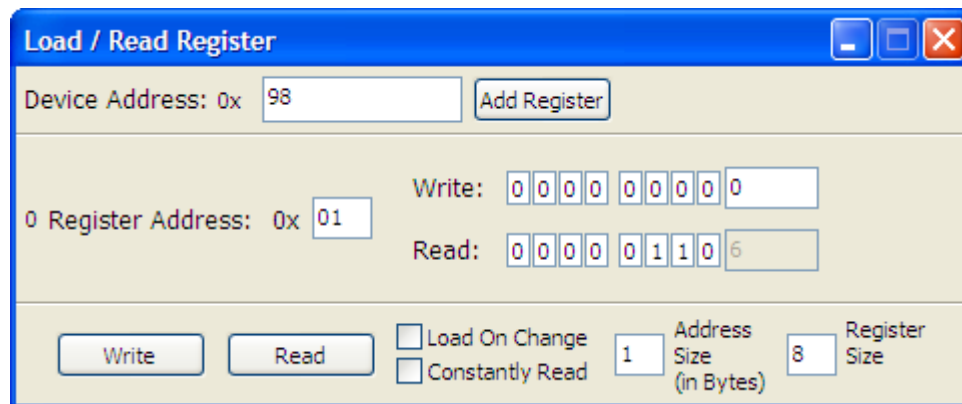 Load / Read Register
Device Address: 0x 98 Add Register
Write: 0 0 0 0 0 0 0 0 0
0 Register Address: 0x 01
Read: 0 0 0 0 0 1 1 0 6
Write Read Load On Change 1 Address Size (in Bytes) 8 Register Size
Constantly Read